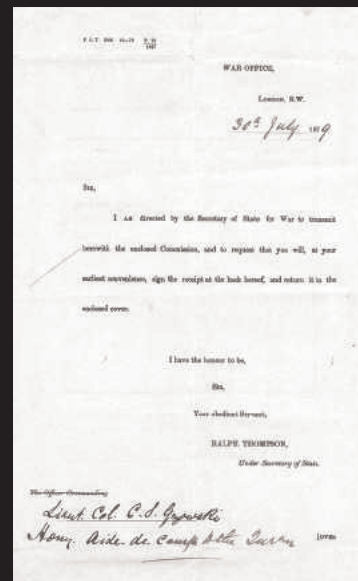 WAR-OFFICE,
London, S.W.
30th July 1879
Sir,
I AM directed by the Secretary of State for War to transmit
herewith the enclosed Commission, and to request that you will, at your
earliest convenience, sign the receipt at the back hereof, and return it in the
enclosed cover.
I have the honour to be,
Sir,
Your obedient Servant,
RALPH THOMPSON,
Under Secretary of State.
The Officer Commanding
Lieut. Col. C. S. Gzowski
Hony. Aide-de-camp to the Queen
[OVER